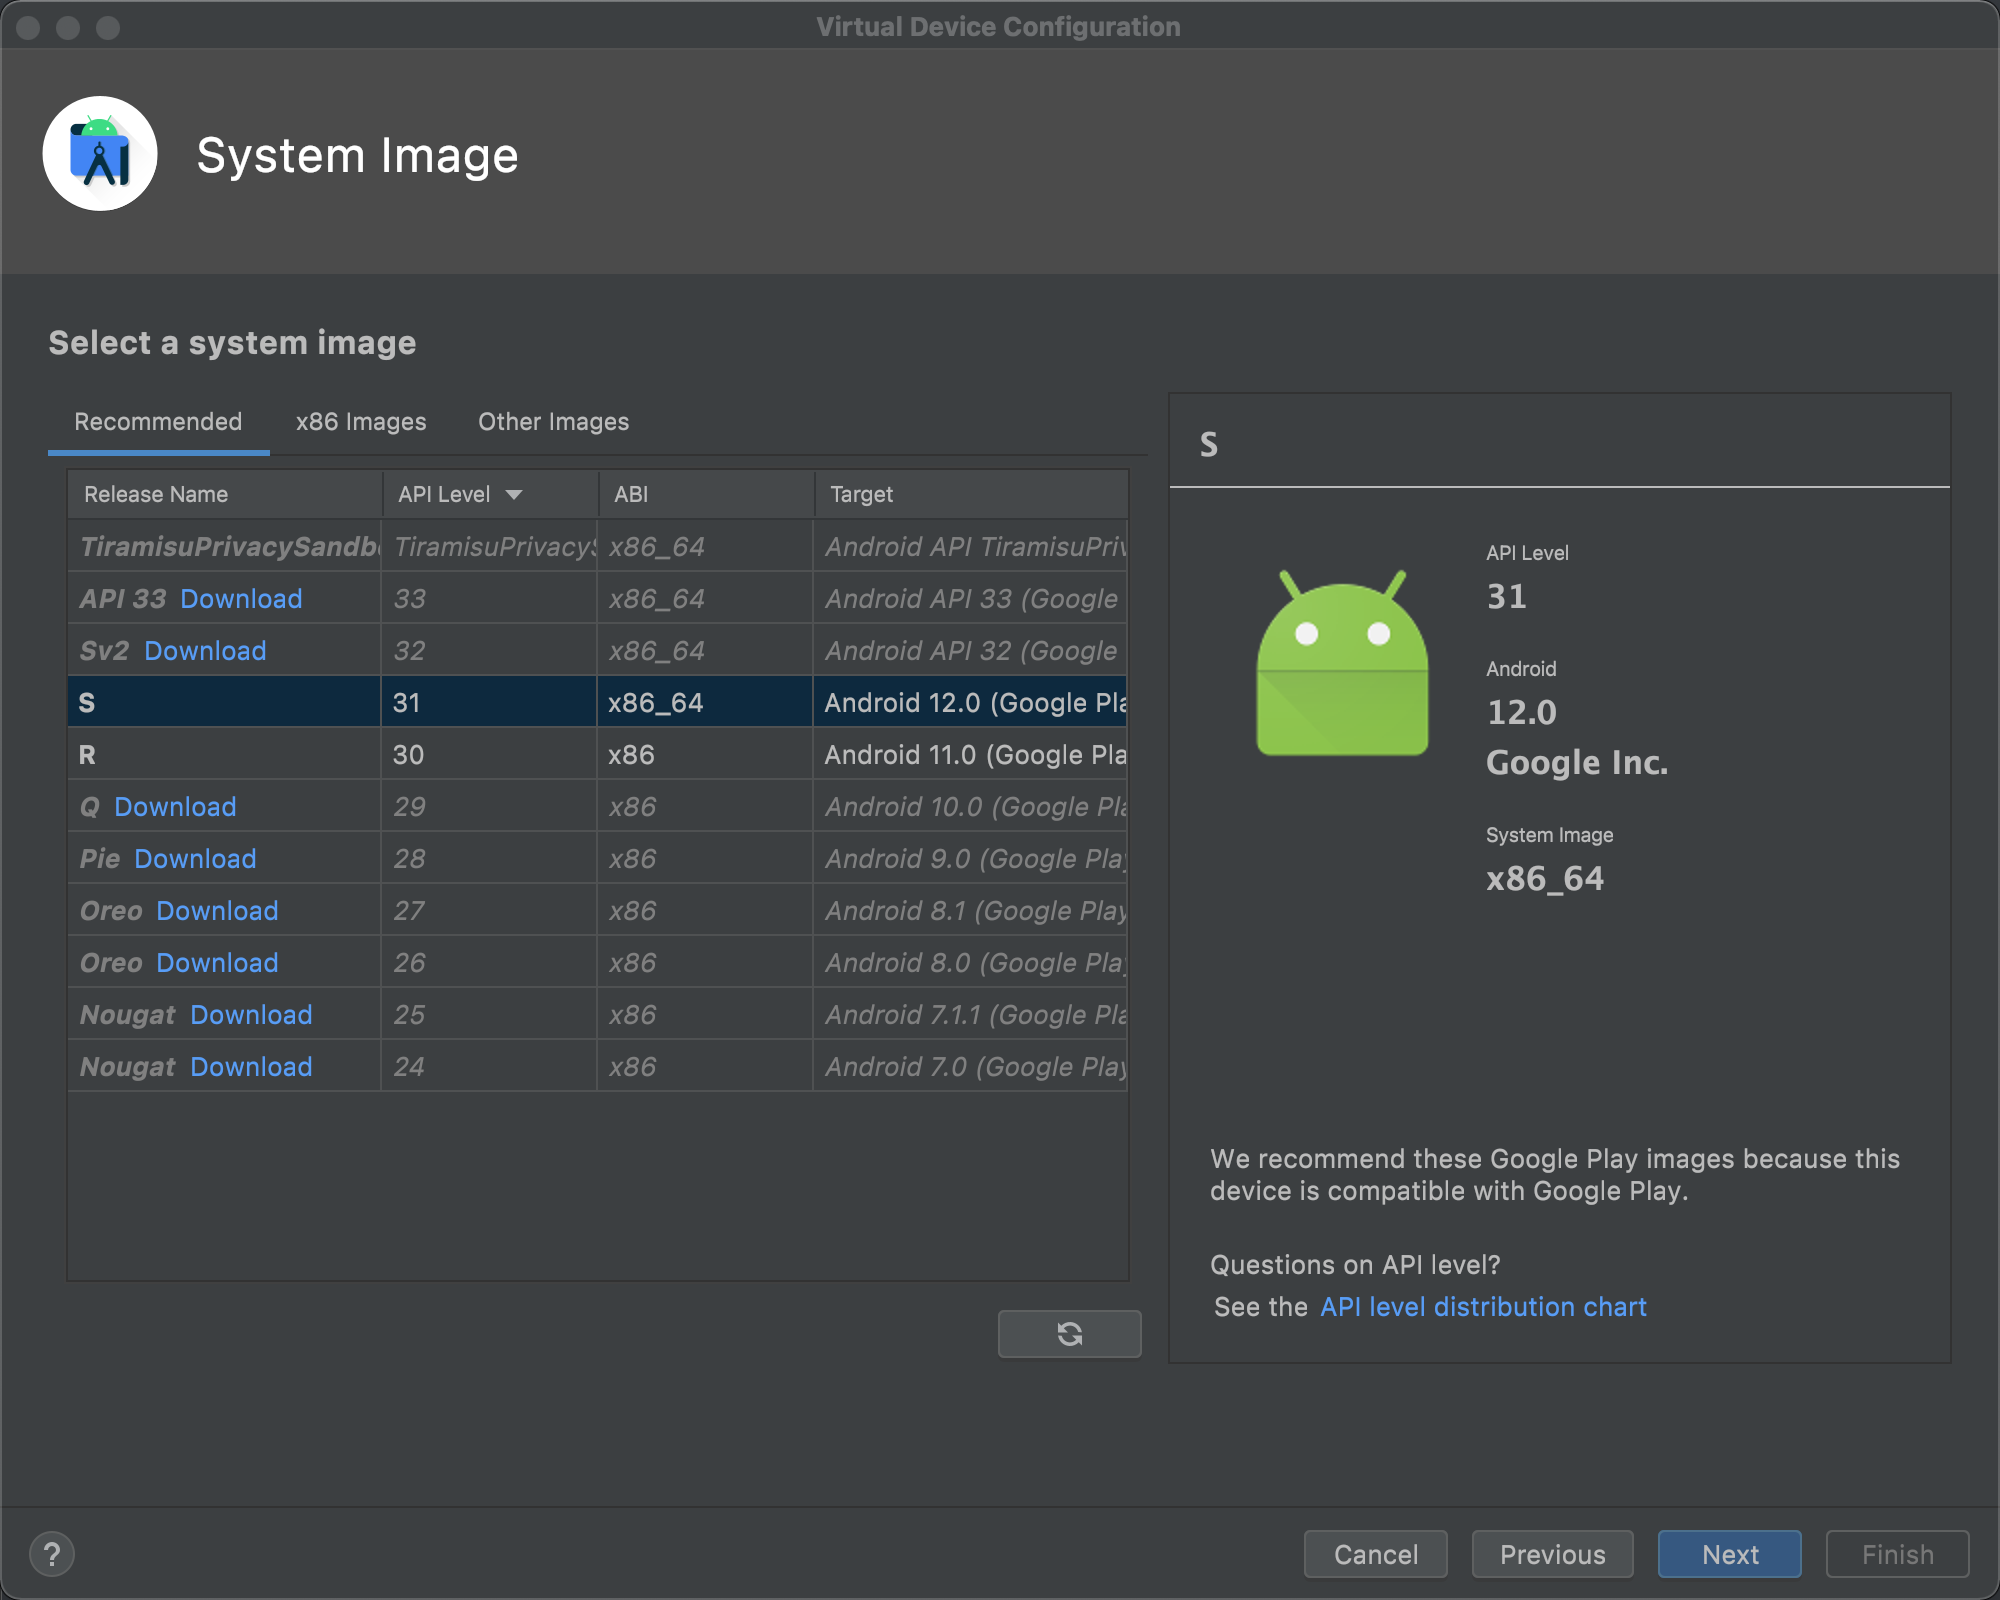 Virtual Device Configuration
System Image
Select a system image
Recommended x86 Images Other Images
Release Name API Level ABI Target
TiramisuPrivacySandb TiramisuPrivacyS x86_64 Android API TiramisuPriv
API 33 Download 33 x86_64 Android API 33 (Google
Sv2 Download 32 x86_64 Android API 32 (Google
S 31 x86_64 Android 12.0 (Google Pla
R 30 x86 Android 11.0 (Google Pla
Q Download 29 x86 Android 10.0 (Google Pla
Pie Download 28 x86 Android 9.0 (Google Play
Oreo Download 27 x86 Android 8.1 (Google Play
Oreo Download 26 x86 Android 8.0 (Google Play
Nougat Download 25 x86 Android 7.1.1 (Google Pla
Nougat Download 24 x86 Android 7.0 (Google Play
S
API Level
31
Android
12.0
Google Inc.
System Image
x86_64
We recommend these Google Play images because this
device is compatible with Google Play.
Questions on API level?
See the API level distribution chart
? Cancel Previous Next Finish